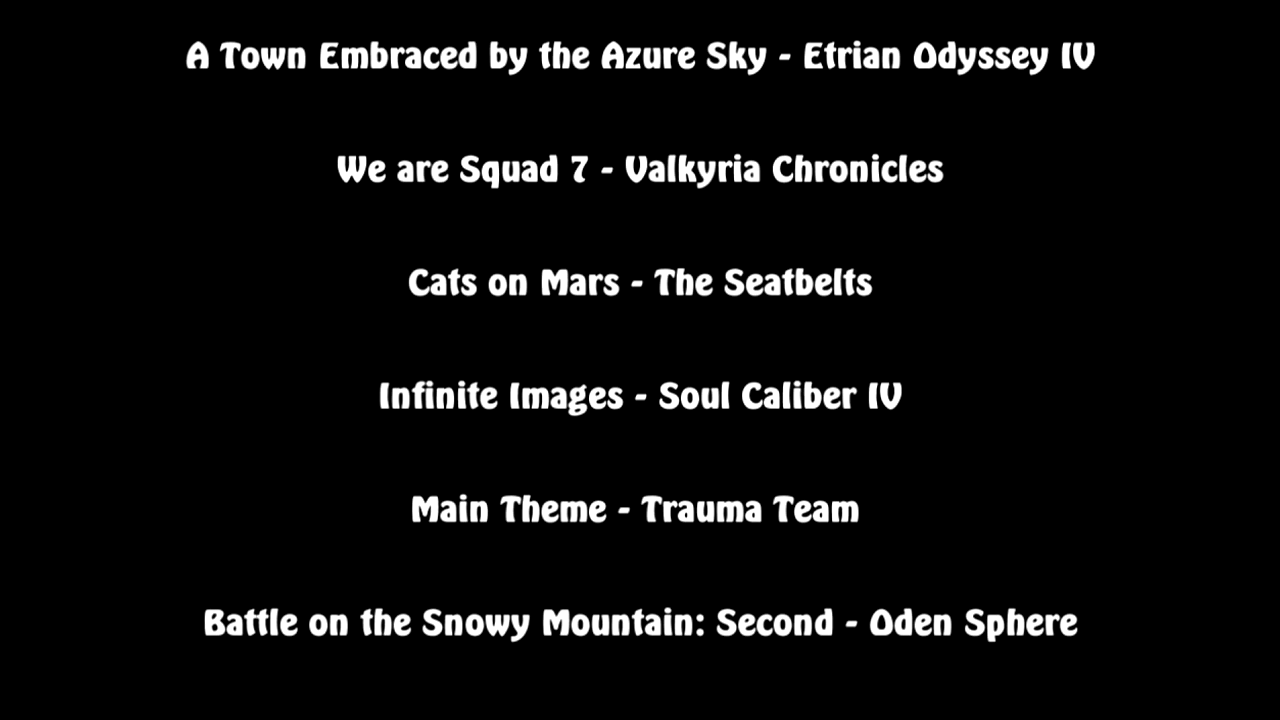 A Town Embraced by the Azure Sky - Etrian Odyssey IV
We are Squad 7 - Valkyria Chronicles
Cats on Mars - The Seatbelts
Infinite Images - Soul Caliber IV
Main Theme - Trauma Team
Battle on the Snowy Mountain: Second - Oden Sphere